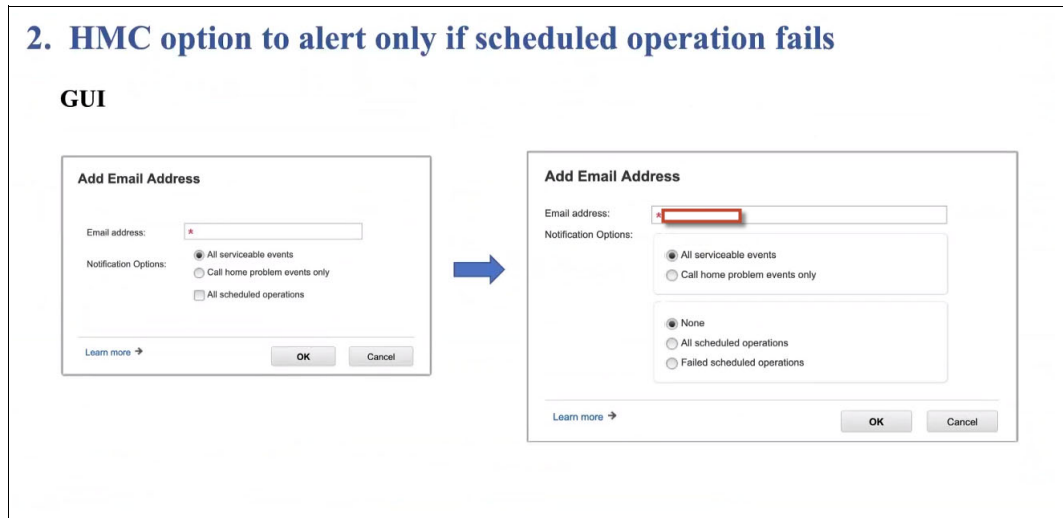 2. HMC option to alert only if scheduled operation fails
GUI
Add Email Address
Email address: *
Notification Options:
All serviceable events
Call home problem events only
All scheduled operations
Learn more →
OK
Cancel
Add Email Address
Email address: *
Notification Options:
All serviceable events
Call home problem events only
None
All scheduled operations
Failed scheduled operations
Learn more →
OK
Cancel